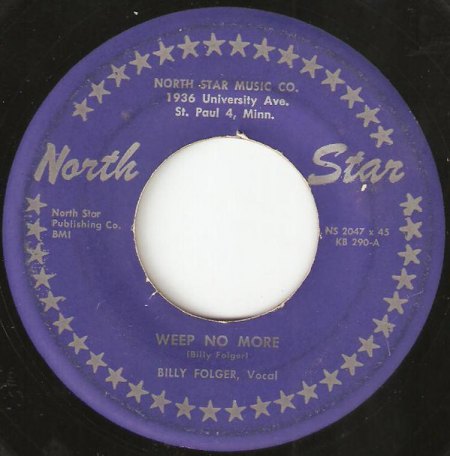 NORTH STAR MUSIC CO.
1936 University Ave.
St. Paul 4, Minn.
North Star
North Star
Publishing Co.
BMI
NS 2047 x 45
KB 290-A
WEEP NO MORE
(Billy Folger)
BILLY FOLGER, Vocal